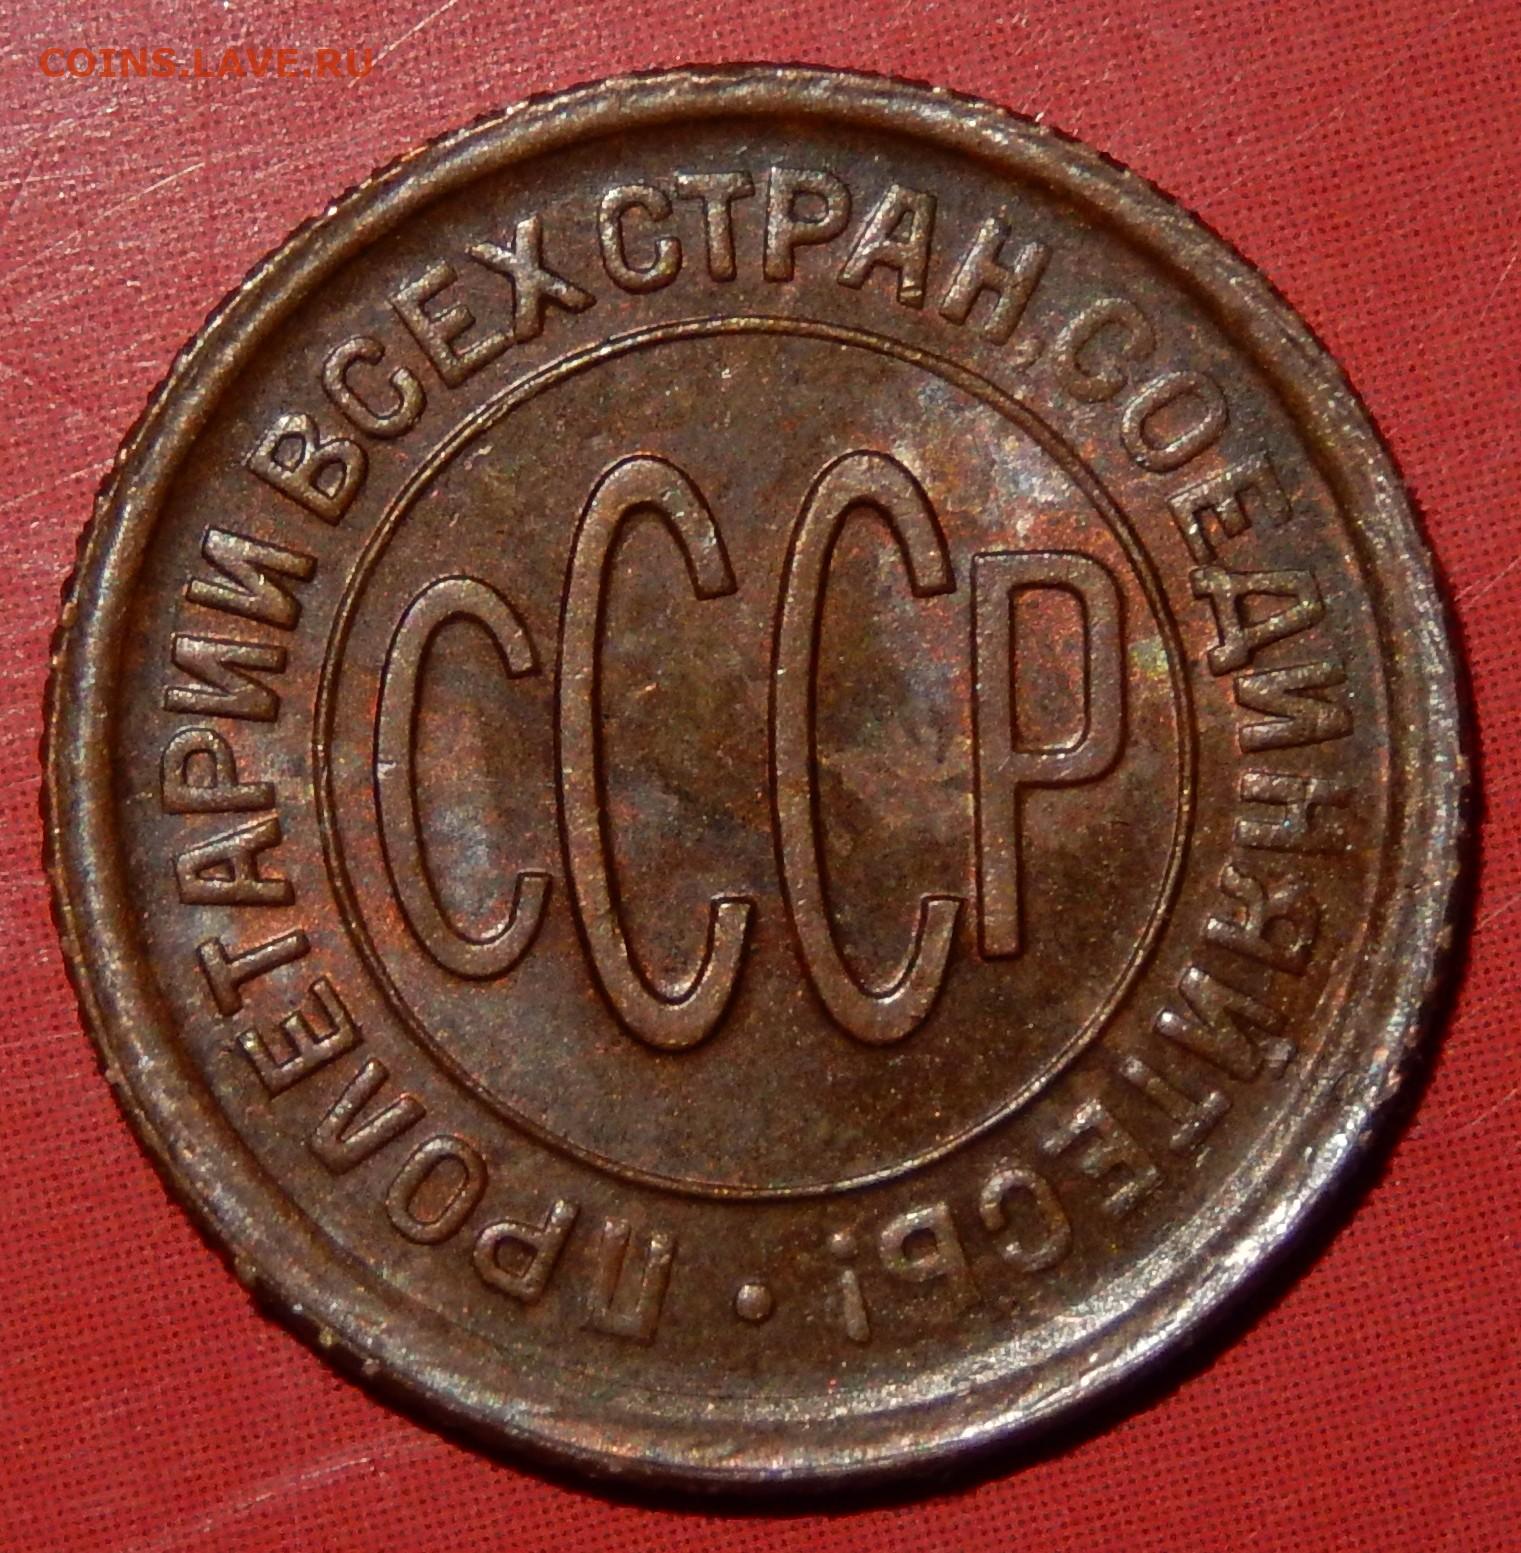 COINS.LAVE.RU
ПРОЛЕТАРИИ ВСЕХ СТРАН, СОЕДИНЯЙТЕСЬ! •
СССР